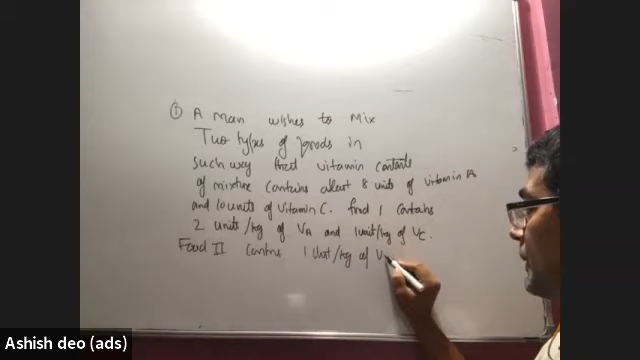 ① A Man wishes to Mix
Two types of foods in
such way that vitamin contents
of mixture contains atleast 8 units of vitamin A
and 10 units of Vitamin C. Food 1 contains
2 units/kg of VA and 1 unit/kg of VC.
Food II contains 1 Unit/kg of V
Ashish deo (ads)